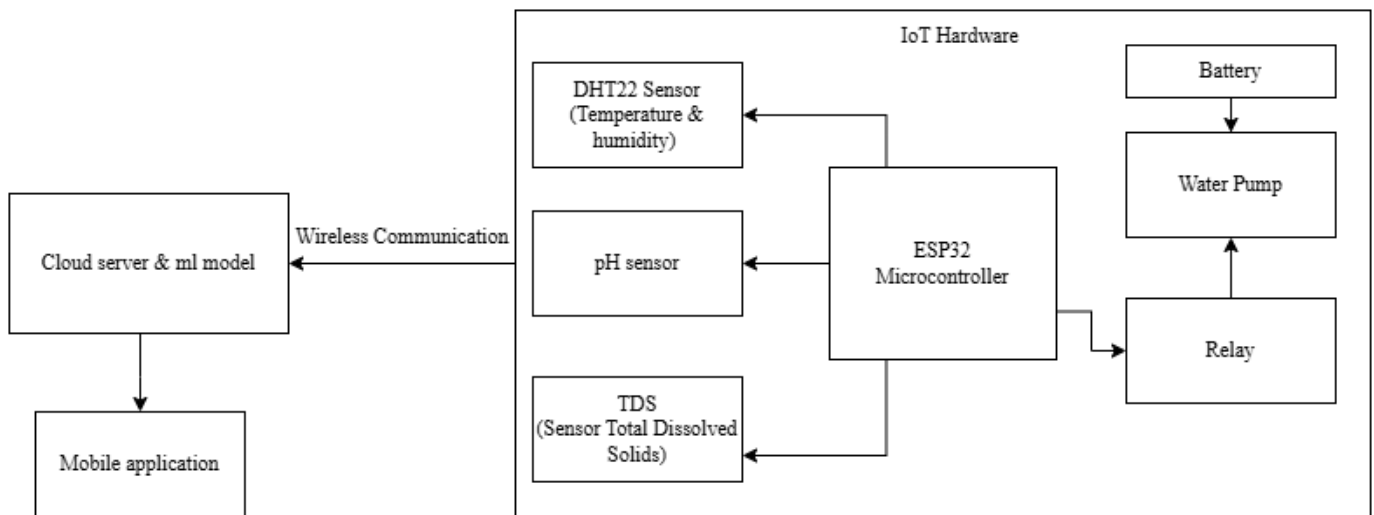 IoT Hardware
DHT22 Sensor
(Temperature &
humidity)
Battery
Water Pump
Wireless Communication
Cloud server & ml model
pH sensor
ESP32
Microcontroller
Relay
TDS
(Sensor Total Dissolved
Solids)
Mobile application